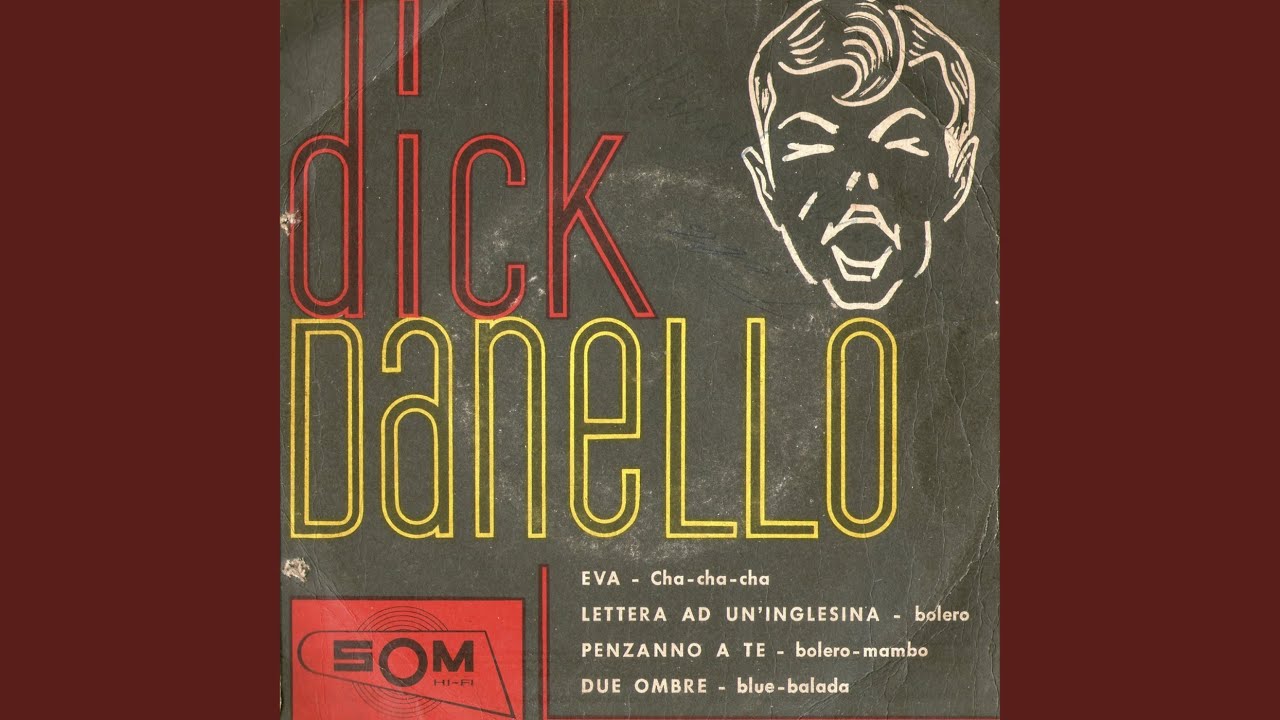 dick
Danello
EVA - Cha-cha-cha
LETTERA AD UN'INGLESINA - bolero
PENZANNO A TE - bolero-mambo
DUE OMBRE - blue-balada
SOM
HI-FI